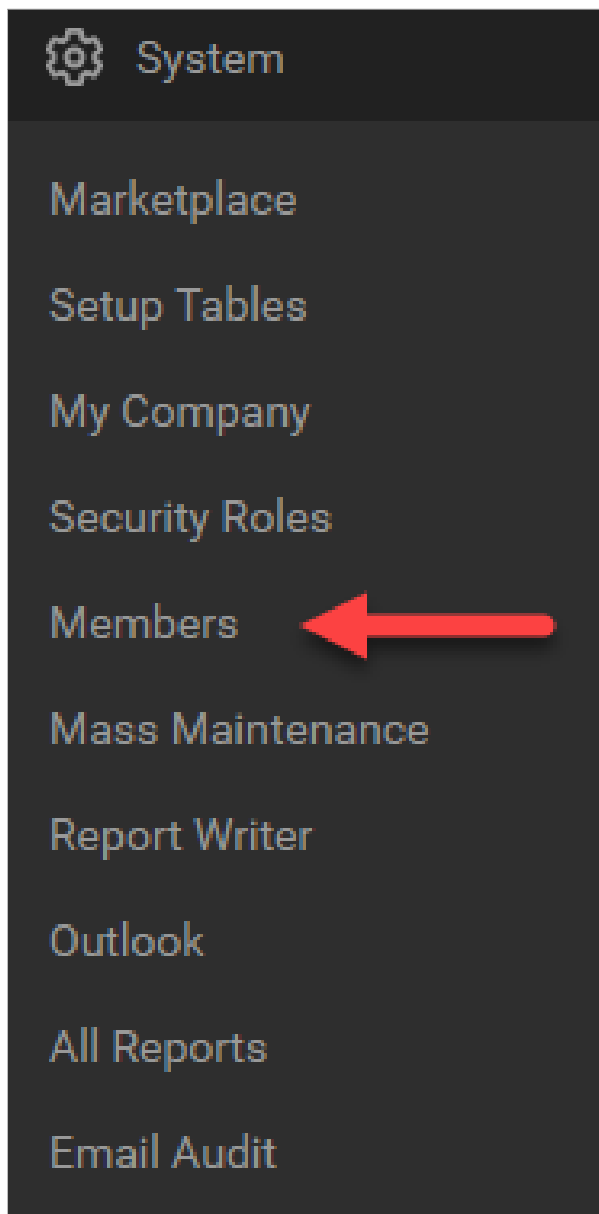 System
Marketplace
Setup Tables
My Company
Security Roles
Members
Mass Maintenance
Report Writer
Outlook
All Reports
Email Audit